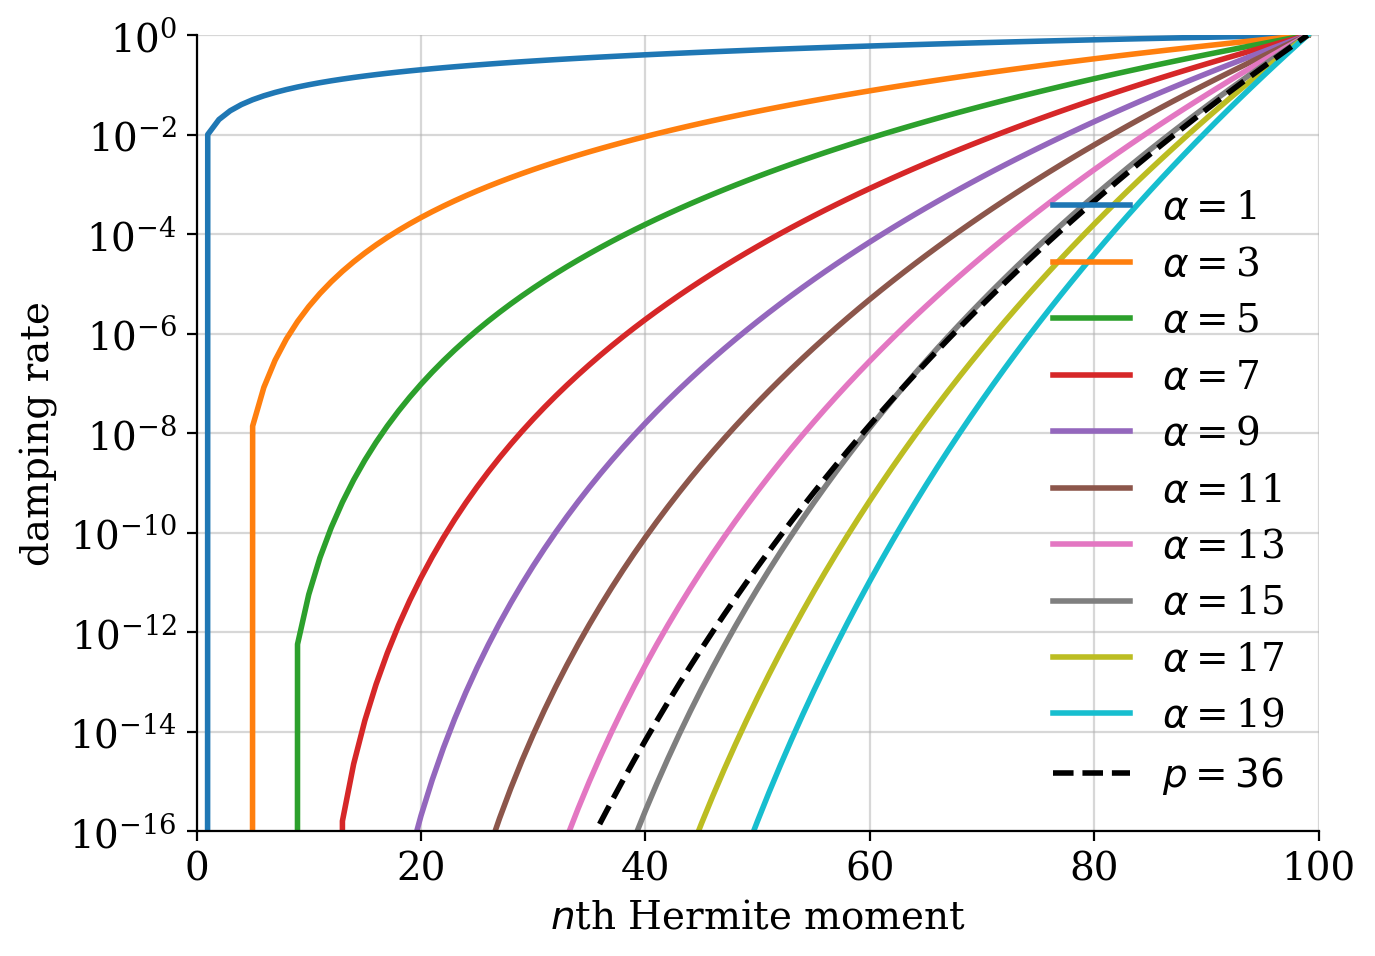 10⁰
10⁻²
10⁻⁴
10⁻⁶
10⁻⁸
10⁻¹⁰
10⁻¹²
10⁻¹⁴
10⁻¹⁶
damping rate
α = 1
α = 3
α = 5
α = 7
α = 9
α = 11
α = 13
α = 15
α = 17
α = 19
p = 36
0 20 40 60 80 100
nth Hermite moment